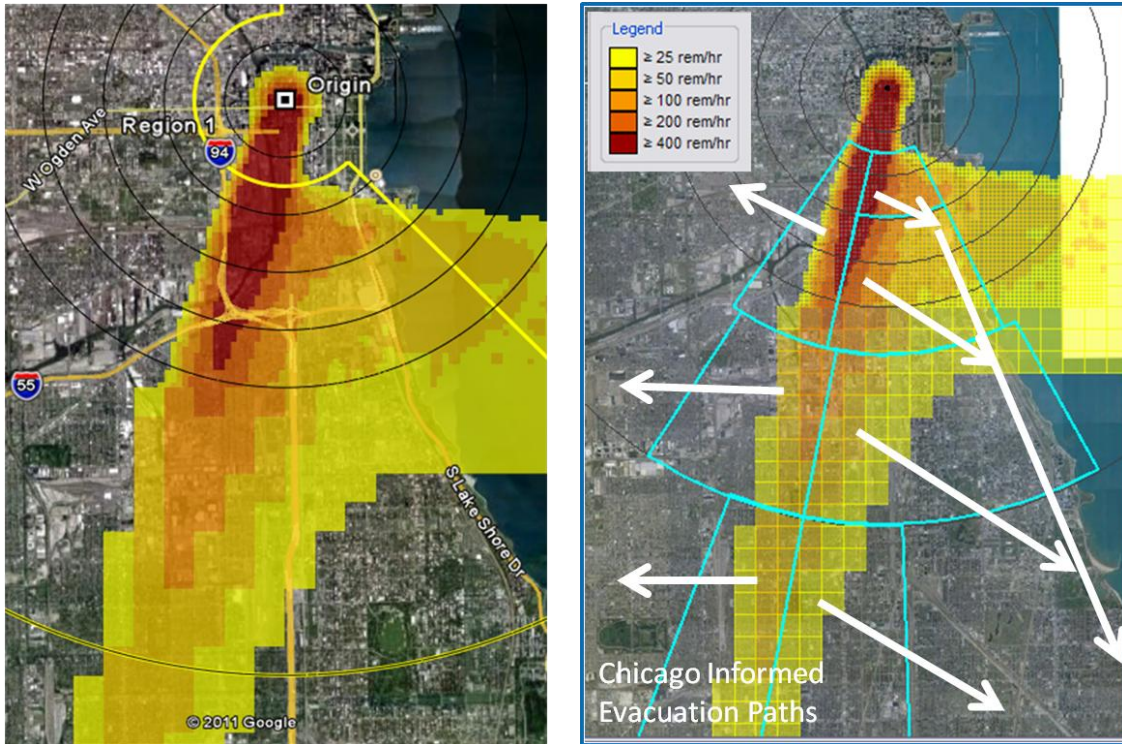 Origin
Region 1
W Ogden Ave
94
55
S Lake Shore Dr
© 2011 Google
Legend
≥ 25 rem/hr
≥ 50 rem/hr
≥ 100 rem/hr
≥ 200 rem/hr
≥ 400 rem/hr
Chicago Informed
Evacuation Paths